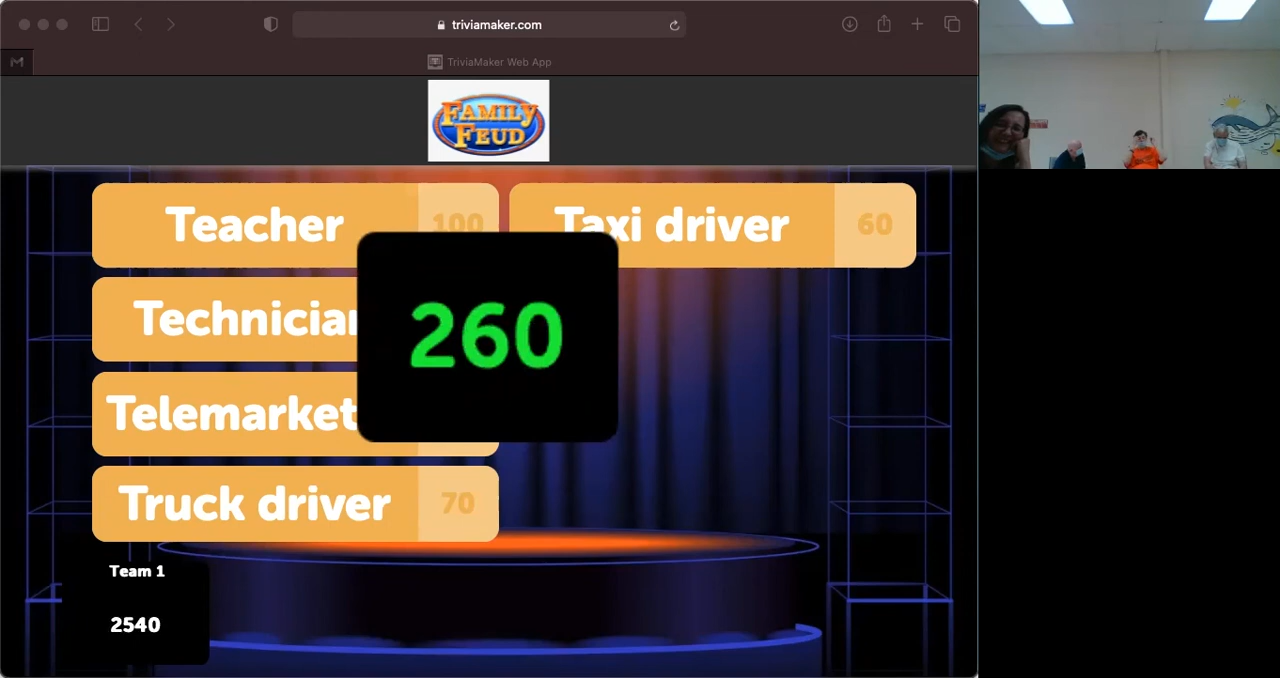 triviamaker.com
TriviaMaker Web App
FAMILY
FEUD
Teacher 100
Taxi driver 60
Technician
260
Telemarket
Truck driver 70
Team 1
2540